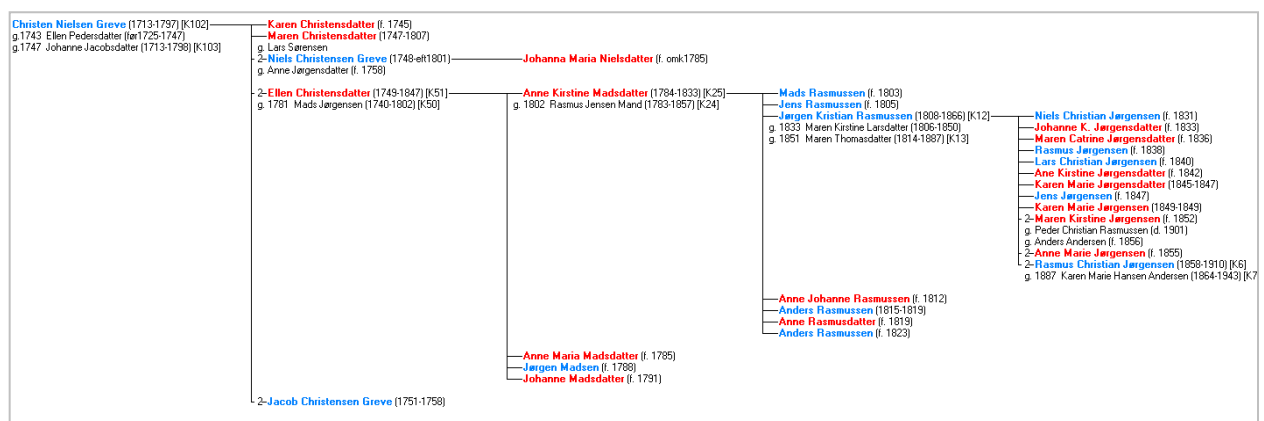 Christen Nielsen Greve (1713-1797) [K102]
g.1743 Ellen Pedersdatter (før1725-1747)
g.1747 Johanne Jacobsdatter (1713-1798) [K103]
Karen Christensdatter (f. 1745)
Maren Christensdatter (1747-1807)
g. Lars Sørensen
2-Niels Christensen Greve (1748-eft1801)
g. Anne Jørgensdatter (f. 1758)
Johanna Maria Nielsdatter (f. omk1785)
2-Ellen Christensdatter (1749-1847) [K51]
g. 1781 Mads Jørgensen (1740-1802) [K50]
Anne Kirstine Madsdatter (1784-1833) [K25]
g. 1802 Rasmus Jensen Mand (1783-1857) [K24]
Mads Rasmussen (f. 1803)
Jens Rasmussen (f. 1805)
Jørgen Kristian Rasmussen (1808-1866) [K12]
g. 1833 Maren Kirstine Larsdatter (1806-1850)
g. 1851 Maren Thomasdatter (1814-1887) [K13]
Niels Christian Jørgensen (f. 1831)
Johanne K. Jørgensdatter (f. 1833)
Maren Catrine Jørgensdatter (f. 1836)
Rasmus Jørgensen (f. 1838)
Lars Christian Jørgensen (f. 1840)
Ane Kirstine Jørgensdatter (f. 1842)
Karen Marie Jørgensdatter (1845-1847)
Jens Jørgensen (f. 1847)
Karen Marie Jørgensen (1849-1849)
2-Maren Kirstine Jørgensen (f. 1852)
g. Peder Christian Rasmussen (d. 1901)
g. Anders Andersen (f. 1856)
2-Anne Marie Jørgensen (f. 1855)
2-Rasmus Christian Jørgensen (1858-1910) [K6]
g. 1887 Karen Marie Hansen Andersen (1864-1943) [K7
Anne Johanne Rasmussen (f. 1812)
Anders Rasmussen (1815-1819)
Anne Rasmusdatter (f. 1819)
Anders Rasmussen (f. 1823)
Anne Maria Madsdatter (f. 1785)
Jørgen Madsen (f. 1788)
Johanne Madsdatter (f. 1791)
2-Jacob Christensen Greve (1751-1758)